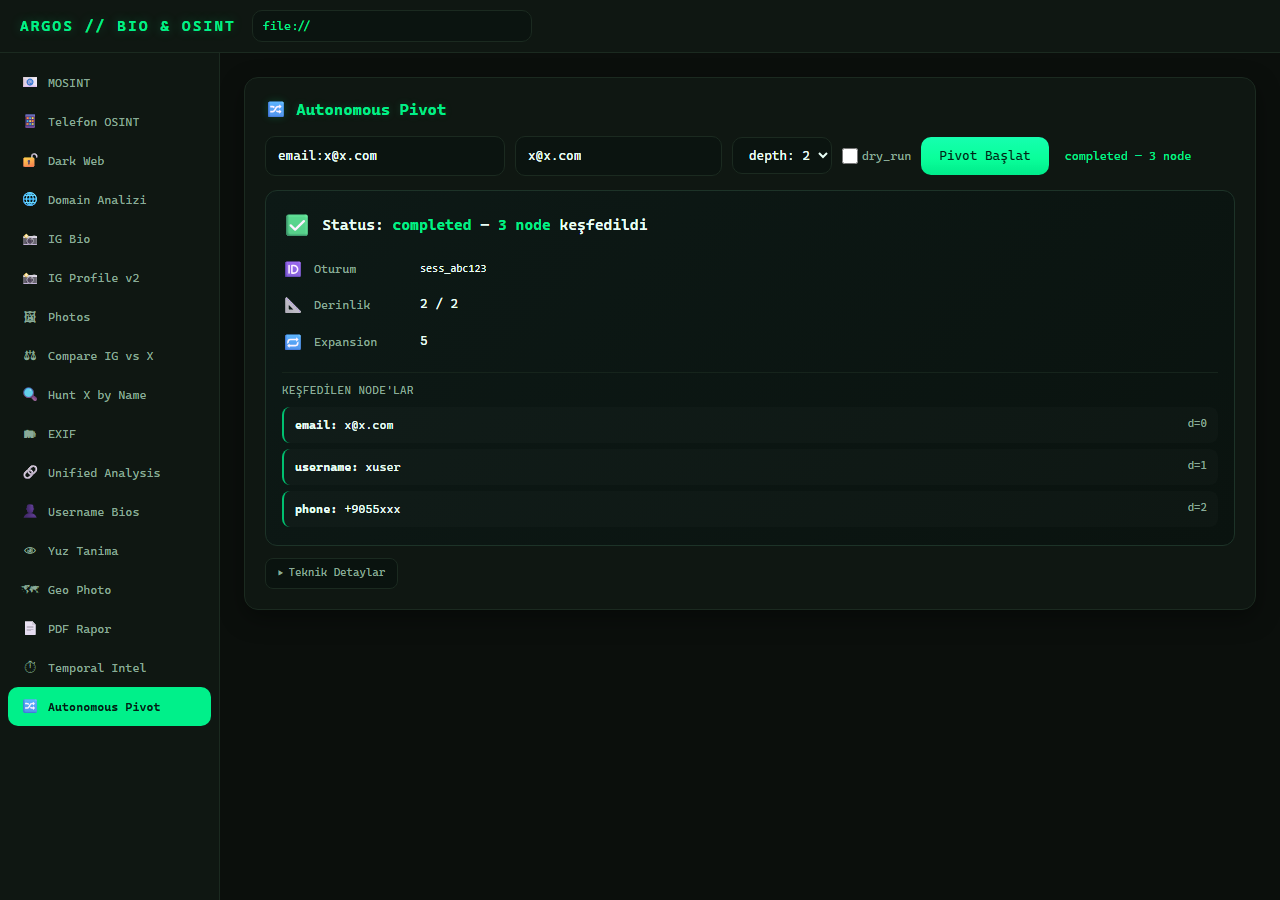 ARGOS // BIO & OSINT
file://
MOSINT
Telefon OSINT
Dark Web
Domain Analizi
IG Bio
IG Profile v2
Photos
Compare IG vs X
Hunt X by Name
EXIF
Unified Analysis
Username Bios
Yuz Tanima
Geo Photo
PDF Rapor
Temporal Intel
Autonomous Pivot
Autonomous Pivot
email:x@x.com
x@x.com
depth: 2
dry_run
Pivot Başlat
completed — 3 node
Status: completed — 3 node keşfedildi
Oturum sess_abc123
Derinlik 2 / 2
Expansion 5
KEŞFEDİLEN NODE'LAR
email: x@x.com d=0
username: xuser d=1
phone: +9055xxx d=2
▸ Teknik Detaylar